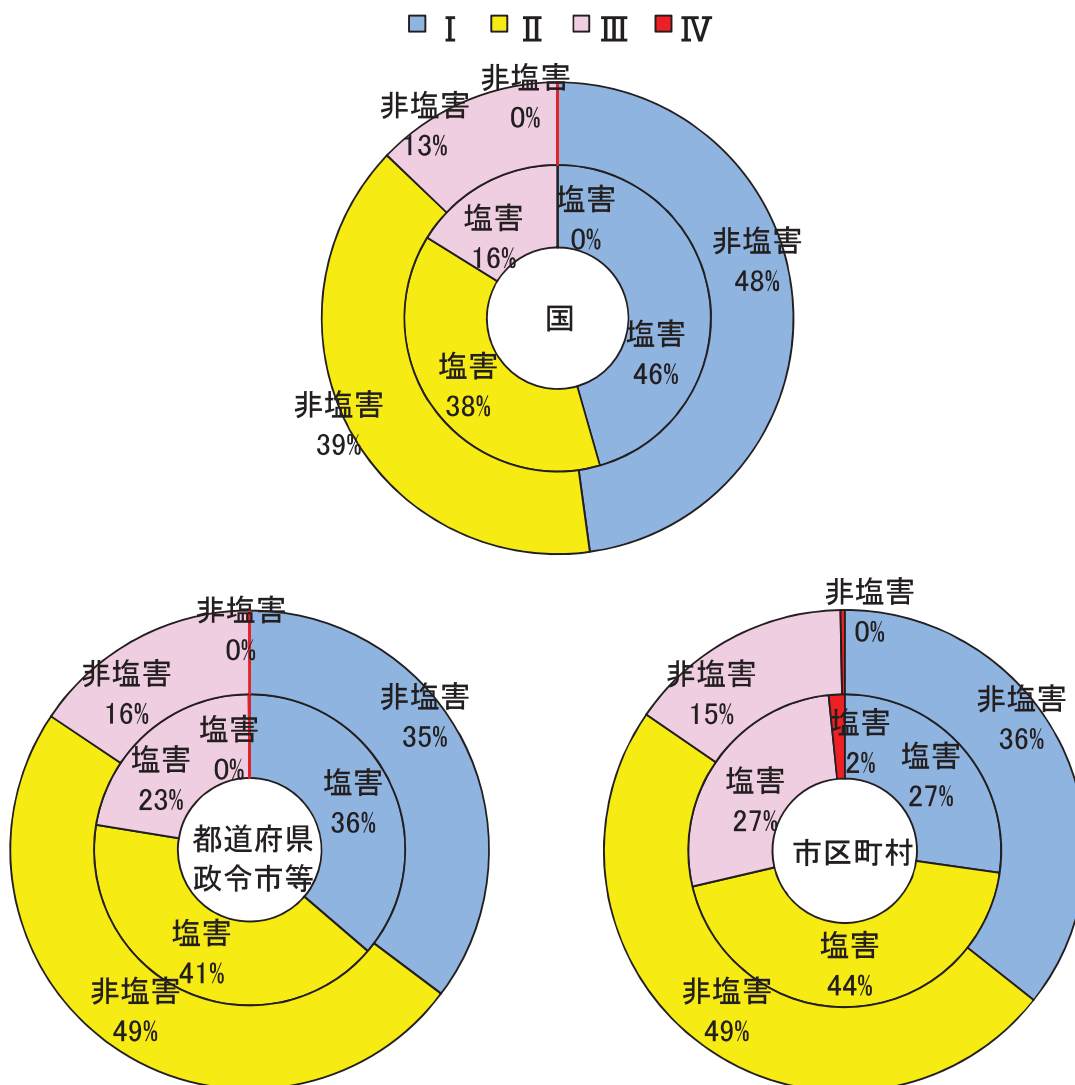 Ⅰ Ⅱ Ⅲ Ⅳ
非塩害
0%
非塩害
13%
塩害
0%
塩害
16%
非塩害
48%
国
塩害
46%
塩害
38%
非塩害
39%
非塩害
0%
非塩害
16%
非塩害
35%
塩害
0%
塩害
23%
塩害
36%
都道府県
政令市等
塩害
41%
非塩害
49%
非塩害
0%
非塩害
15%
非塩害
36%
塩害
2%
塩害
27%
塩害
27%
市区町村
塩害
44%
非塩害
49%